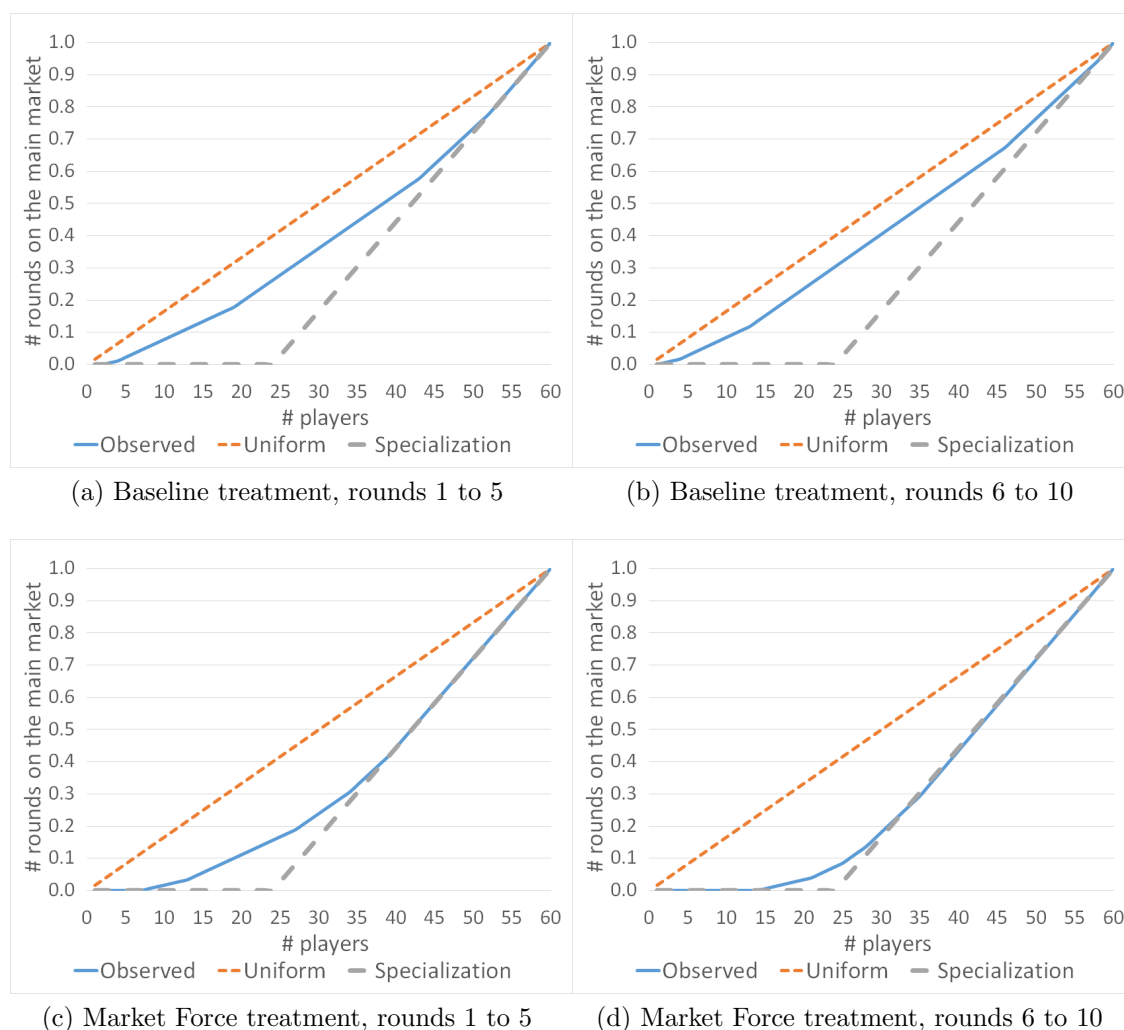 1.0
0.9
0.8
0.7
0.6
0.5
0.4
0.3
0.2
0.1
0.0
# rounds on the main market
0 5 10 15 20 25 30 35 40 45 50 55 60
# players
Observed Uniform Specialization
(a) Baseline treatment, rounds 1 to 5
1.0
0.9
0.8
0.7
0.6
0.5
0.4
0.3
0.2
0.1
0.0
# rounds on the main market
0 5 10 15 20 25 30 35 40 45 50 55 60
# players
Observed Uniform Specialization
(b) Baseline treatment, rounds 6 to 10
1.0
0.9
0.8
0.7
0.6
0.5
0.4
0.3
0.2
0.1
0.0
# rounds on the main market
0 5 10 15 20 25 30 35 40 45 50 55 60
# players
Observed Uniform Specialization
(c) Market Force treatment, rounds 1 to 5
1.0
0.9
0.8
0.7
0.6
0.5
0.4
0.3
0.2
0.1
0.0
# rounds on the main market
0 5 10 15 20 25 30 35 40 45 50 55 60
# players
Observed Uniform Specialization
(d) Market Force treatment, rounds 6 to 10